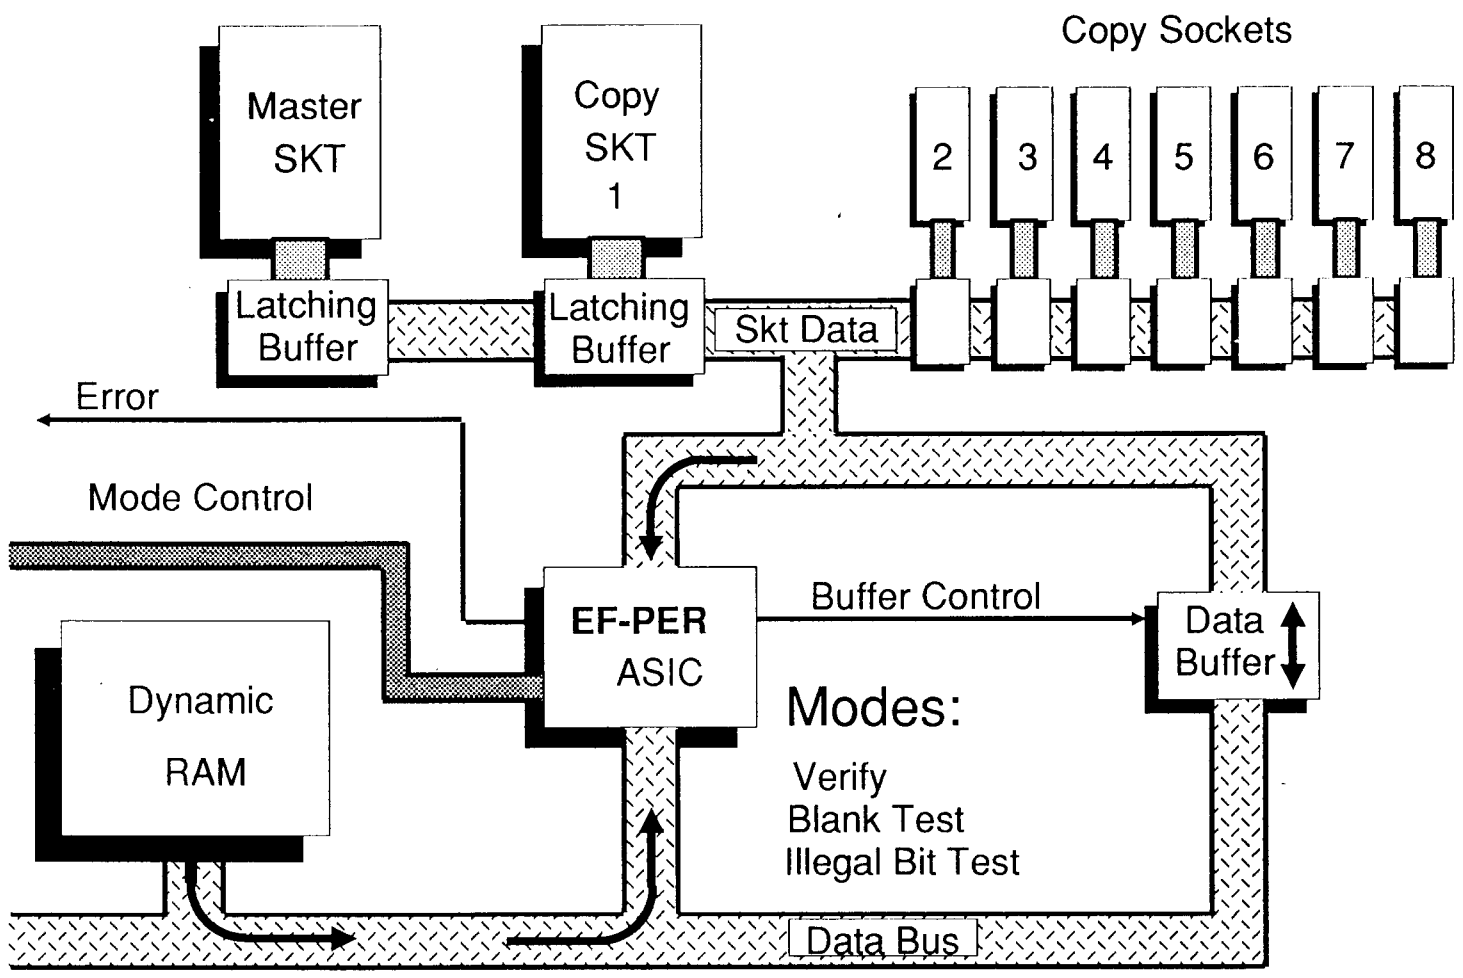 Copy Sockets
Master
SKT
Copy
SKT
1
2
3
4
5
6
7
8
Latching
Buffer
Latching
Buffer
Skt Data
Error
Mode Control
EF-PER
ASIC
Buffer Control
Data
Buffer
Dynamic
RAM
Modes:
Verify
Blank Test
Illegal Bit Test
Data Bus